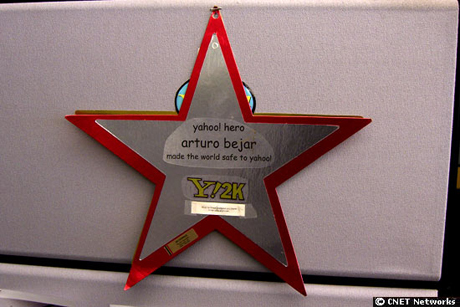 yahoo! hero
arturo bejar
made the world safe to yahoo!
Y!2K
© CNET Networks